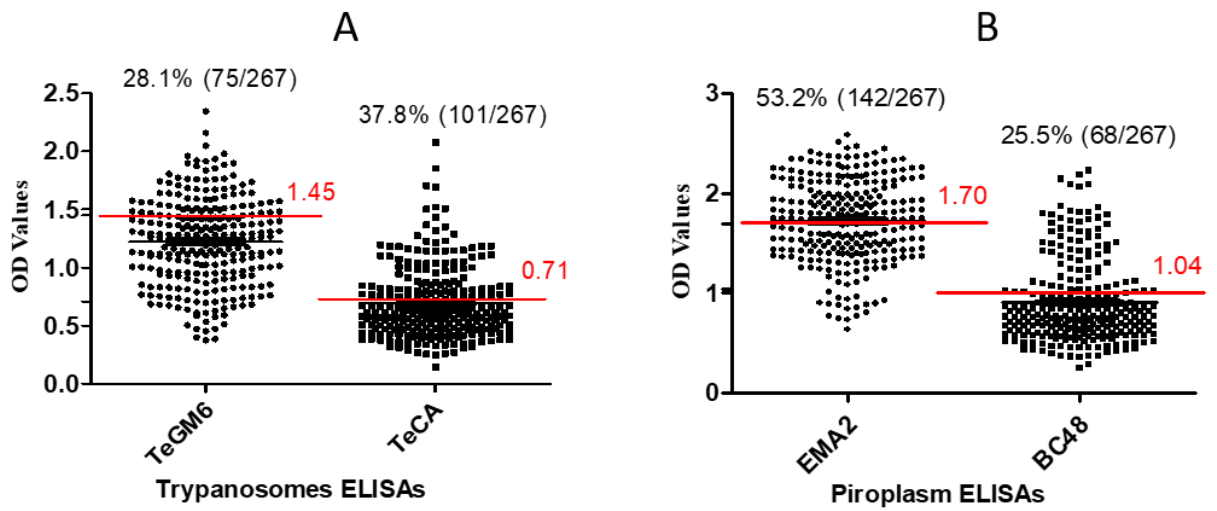 A
28.1% (75/267)
37.8% (101/267)
2.5
2.0
1.5
1.0
0.5
0.0
OD Values
1.45
0.71
TeGM6
TeCA
Trypanosomes ELISAs
B
53.2% (142/267)
25.5% (68/267)
3
2
1
0
OD Values
1.70
1.04
EMA2
BC48
Piroplasm ELISAs